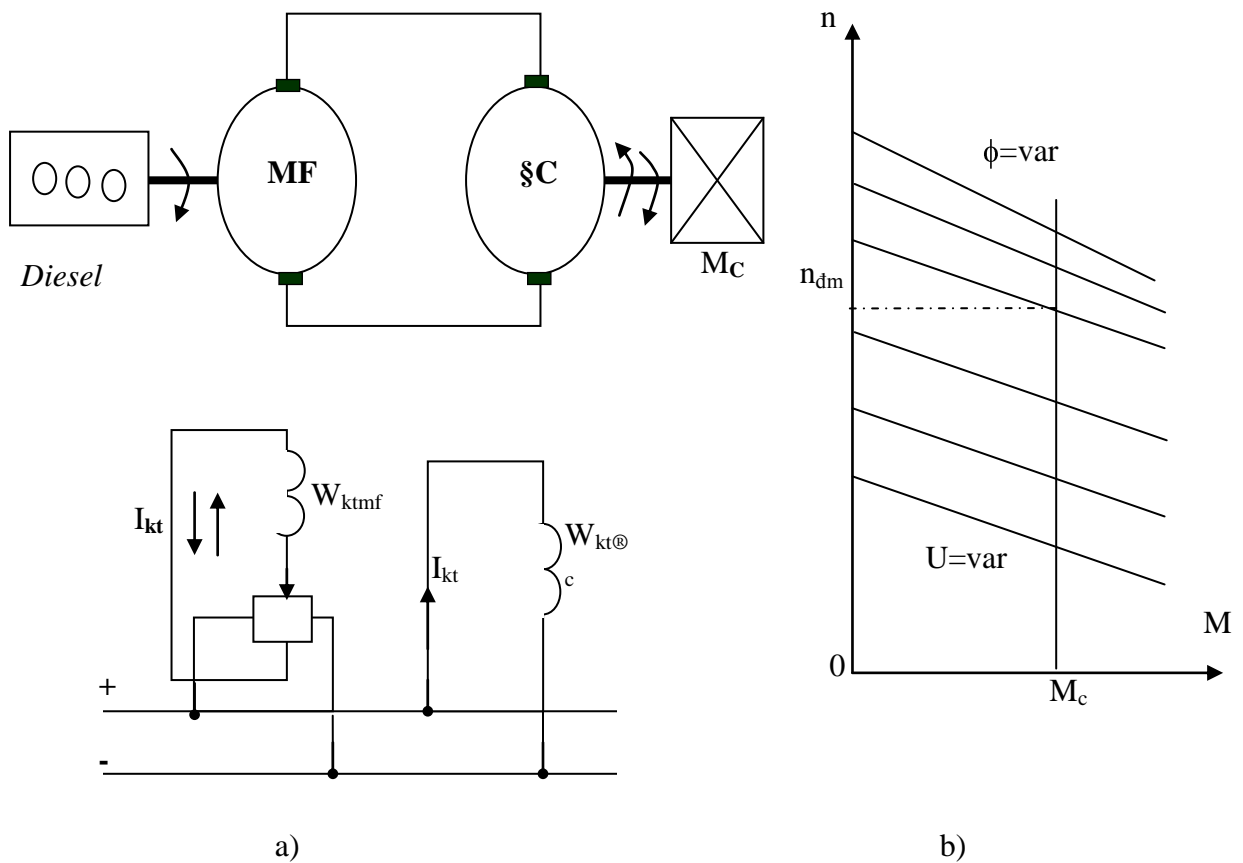 MF
§C
Diesel
M_C
I_kt
W_ktmf
I_kt
W_kt®
c
+
-
a)
n
ϕ=var
n_đm
U=var
M
0
M_c
b)